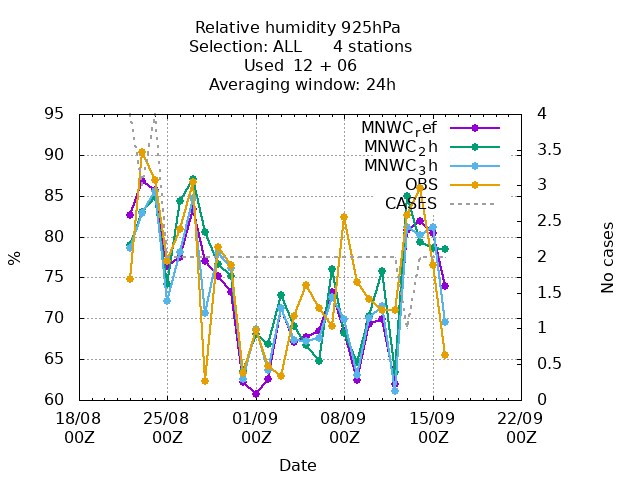 Relative humidity 925hPa
Selection: ALL      4 stations
Used  12 + 06
Averaging window: 24h
95
90
85
80
75
70
65
60
%
4
3.5
3
2.5
2
1.5
1
0.5
0
No cases
MNWC_ref
MNWC_2h
MNWC_3h
OBS
CASES
18/08 25/08 01/09 08/09 15/09 22/09
00Z 00Z 00Z 00Z 00Z 00Z
Date